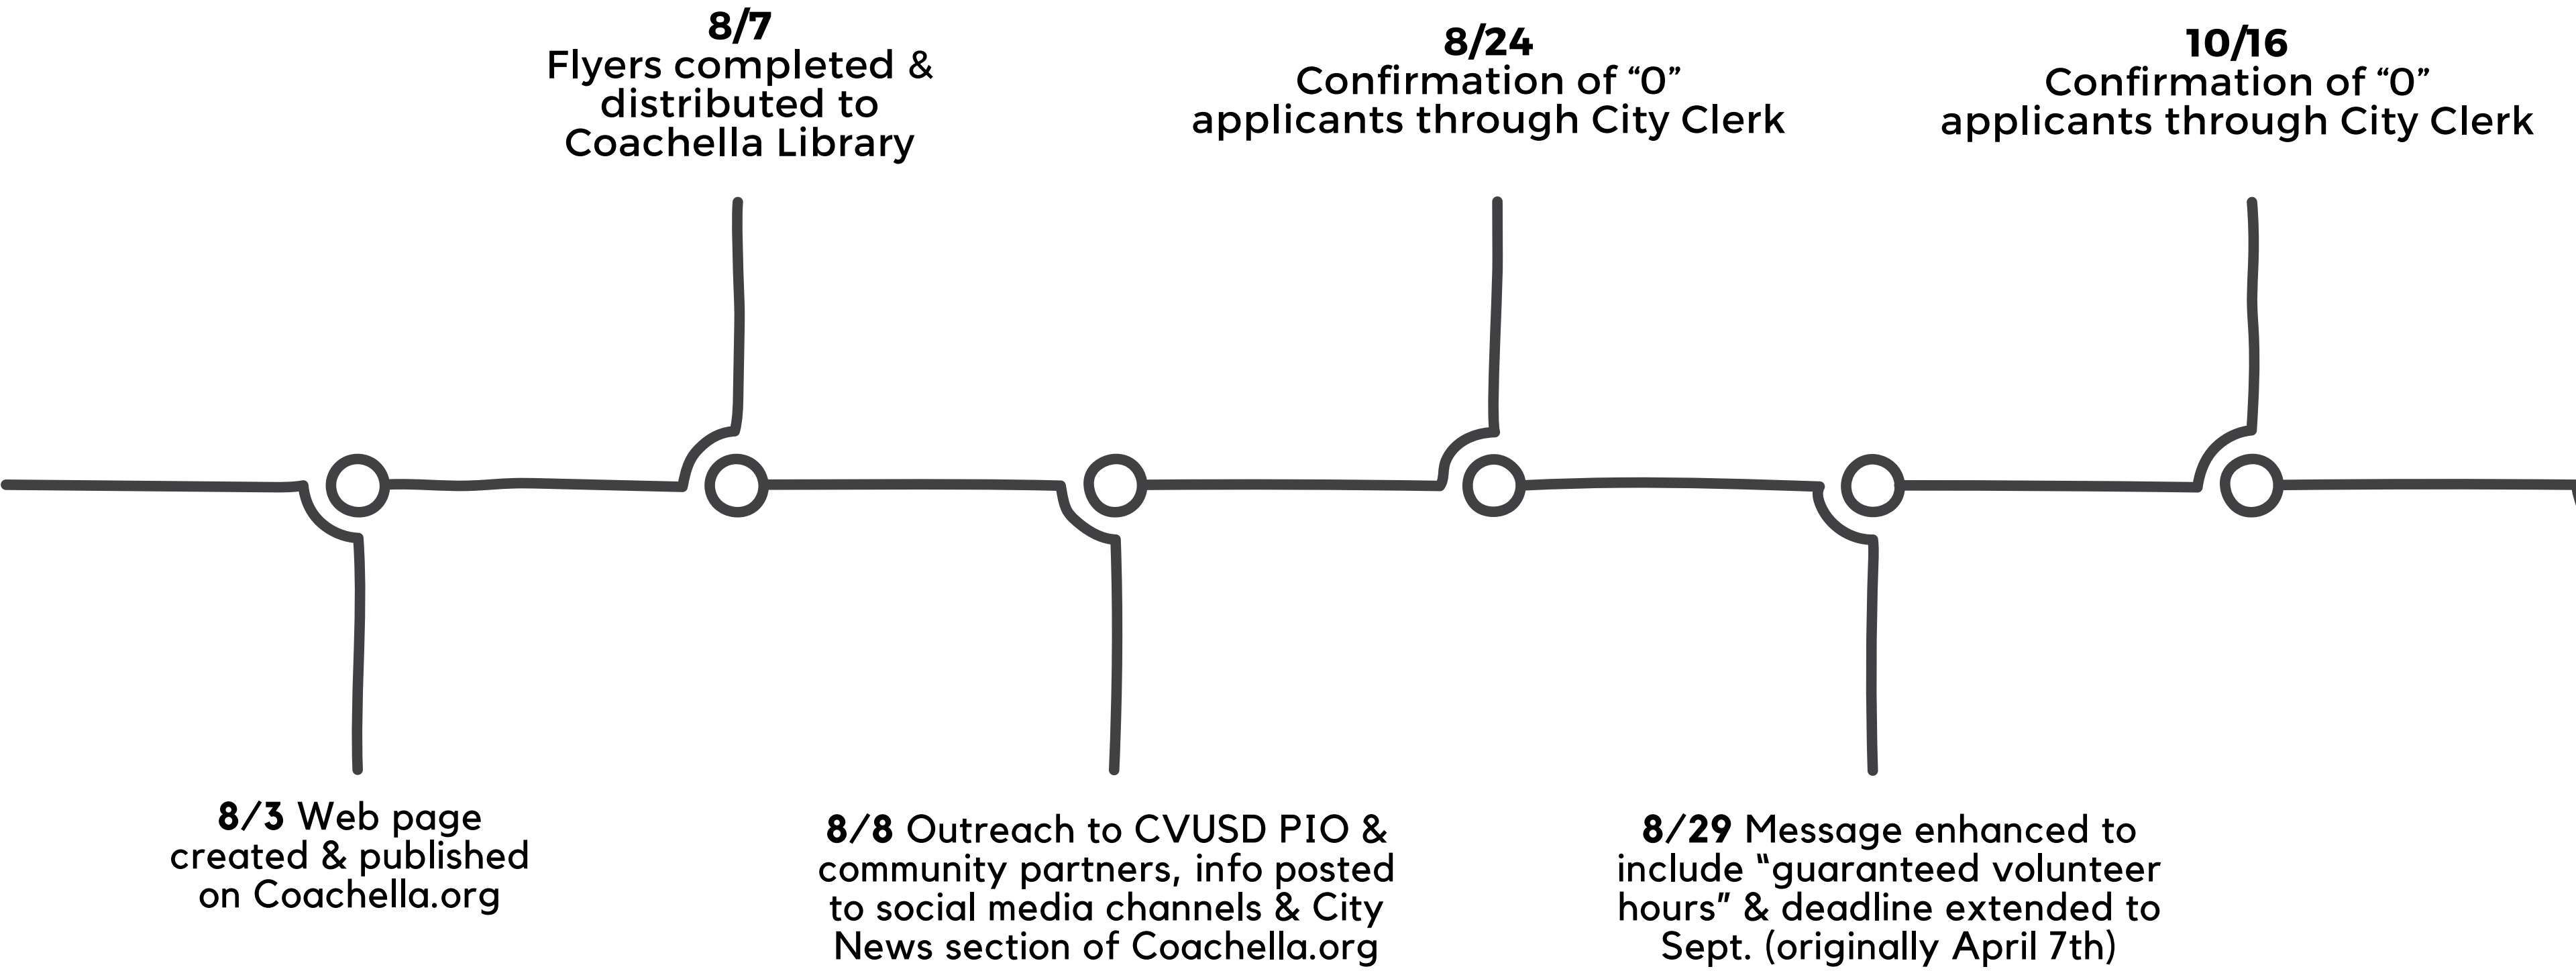 8/3 Web page
created & published
on Coachella.org
8/7
Flyers completed &
distributed to
Coachella Library
8/8 Outreach to CVUSD PIO &
community partners, info posted
to social media channels & City
News section of Coachella.org
8/24
Confirmation of “0”
applicants through City Clerk
8/29 Message enhanced to
include "guaranteed volunteer
hours" & deadline extended to
Sept. (originally April 7th)
10/16
Confirmation of “0”
applicants through City Clerk